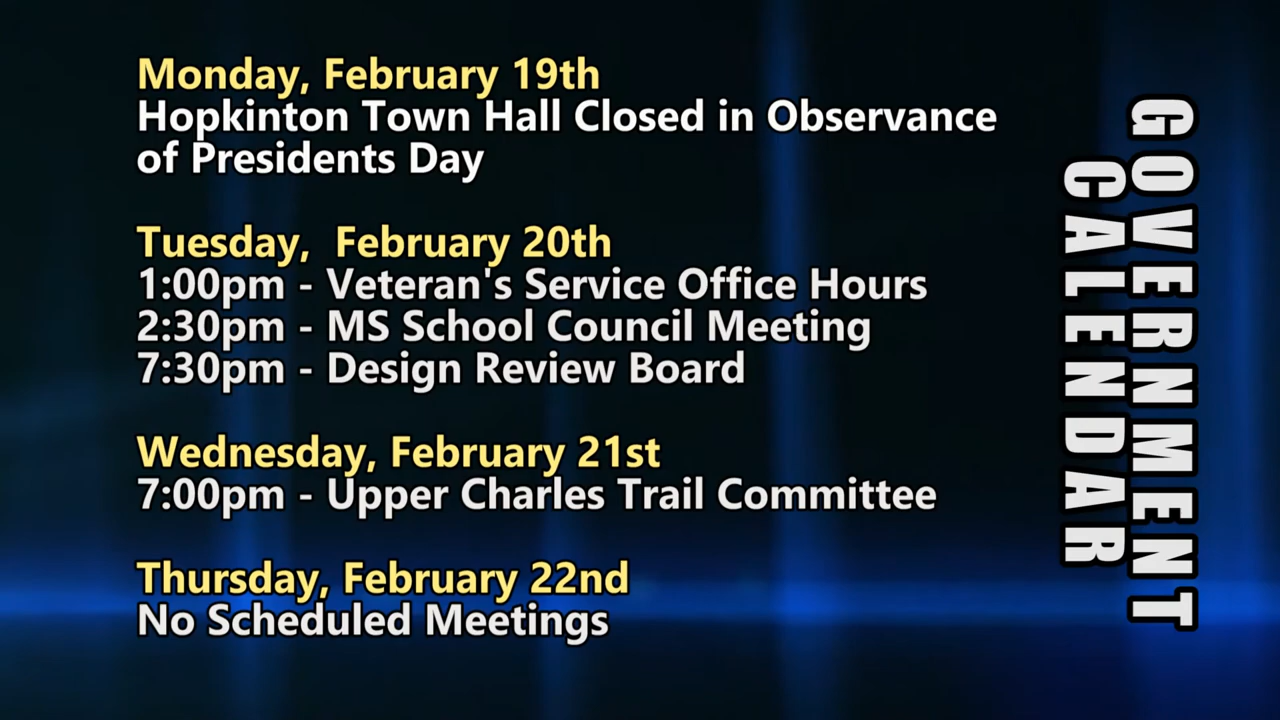 Monday, February 19th
Hopkinton Town Hall Closed in Observance
of Presidents Day
Tuesday,  February 20th
1:00pm - Veteran's Service Office Hours
2:30pm - MS School Council Meeting
7:30pm - Design Review Board
Wednesday, February 21st
7:00pm - Upper Charles Trail Committee
Thursday, February 22nd
No Scheduled Meetings
GOVERNMENT
CALENDAR